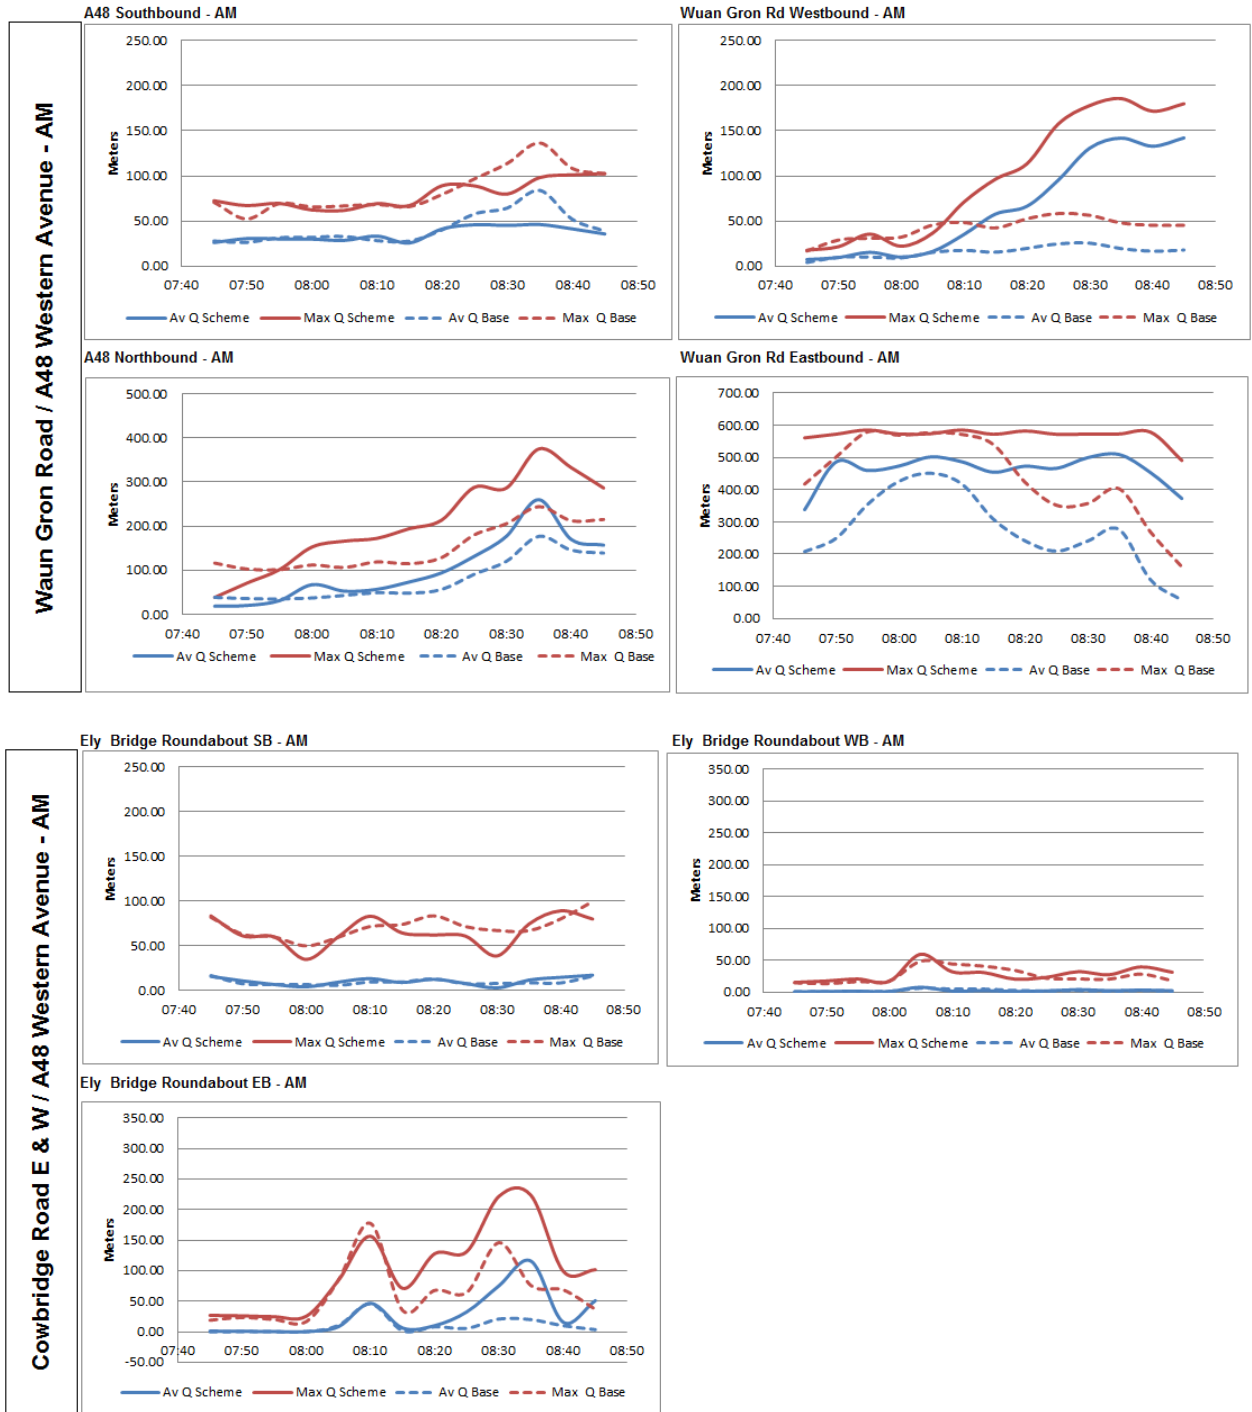 Waun Gron Road / A48 Western Avenue - AM
A48 Southbound - AM
250.00
200.00
150.00
100.00
50.00
0.00
Meters
07:40 07:50 08:00 08:10 08:20 08:30 08:40 08:50
Av Q Scheme Max Q Scheme Av Q Base Max Q Base
Wuan Gron Rd Westbound - AM
250.00
200.00
150.00
100.00
50.00
0.00
Meters
07:40 07:50 08:00 08:10 08:20 08:30 08:40 08:50
Av Q Scheme Max Q Scheme Av Q Base Max Q Base
A48 Northbound - AM
500.00
400.00
300.00
200.00
100.00
0.00
Meters
07:40 07:50 08:00 08:10 08:20 08:30 08:40 08:50
Av Q Scheme Max Q Scheme Av Q Base Max Q Base
Wuan Gron Rd Eastbound - AM
700.00
600.00
500.00
400.00
300.00
200.00
100.00
0.00
Meters
07:40 07:50 08:00 08:10 08:20 08:30 08:40 08:50
Av Q Scheme Max Q Scheme Av Q Base Max Q Base
Cowbridge Road E & W / A48 Western Avenue - AM
Ely Bridge Roundabout SB - AM
250.00
200.00
150.00
100.00
50.00
0.00
Meters
07:40 07:50 08:00 08:10 08:20 08:30 08:40 08:50
Av Q Scheme Max Q Scheme Av Q Base Max Q Base
Ely Bridge Roundabout WB - AM
350.00
300.00
250.00
200.00
150.00
100.00
50.00
0.00
Meters
07:40 07:50 08:00 08:10 08:20 08:30 08:40 08:50
Av Q Scheme Max Q Scheme Av Q Base Max Q Base
Ely Bridge Roundabout EB - AM
350.00
300.00
250.00
200.00
150.00
100.00
50.00
0.00
-50.00
Meters
07:40 07:50 08:00 08:10 08:20 08:30 08:40 08:50
Av Q Scheme Max Q Scheme Av Q Base Max Q Base